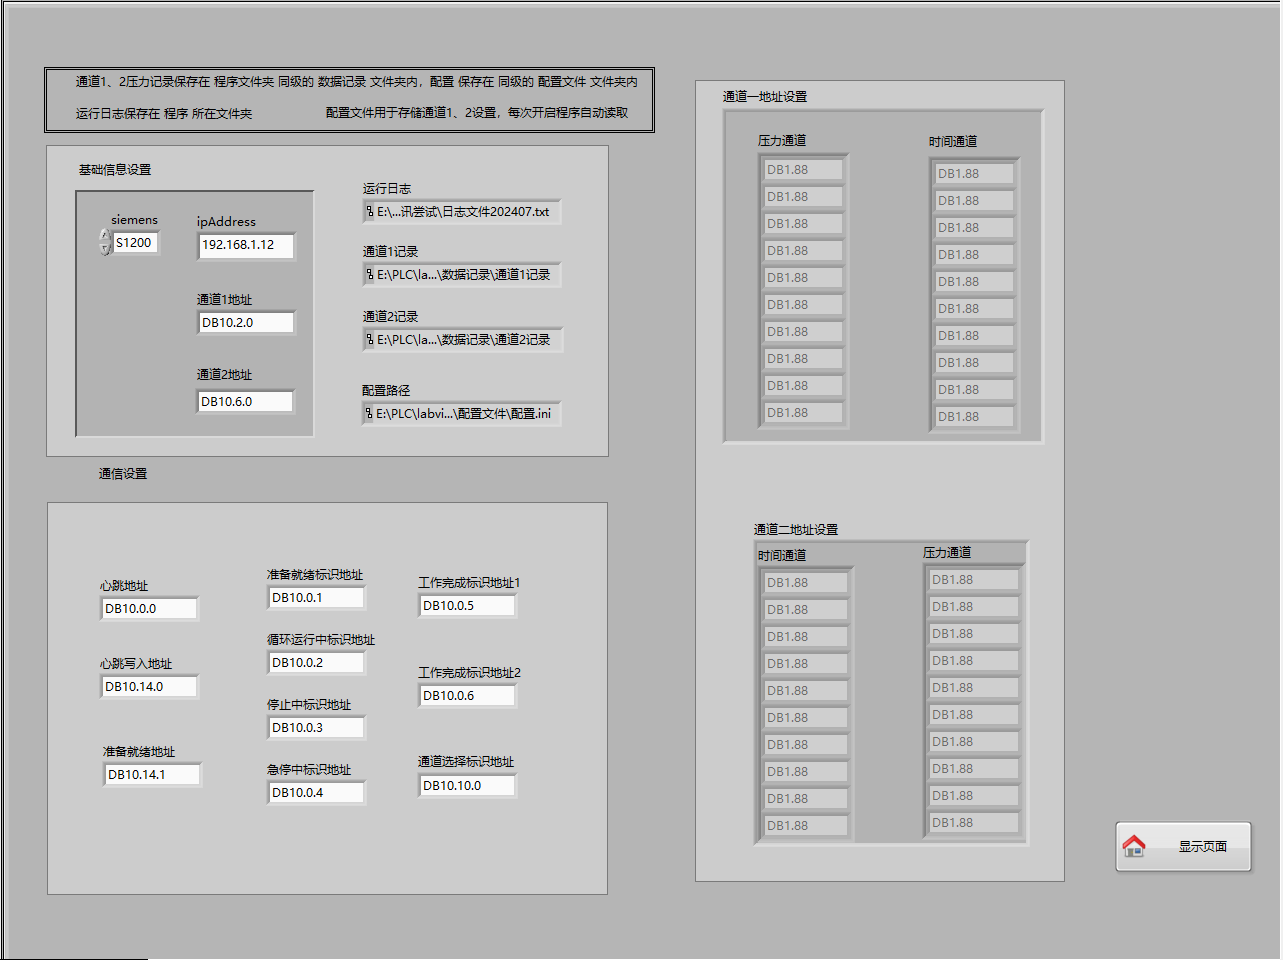 通道1、2压力记录保存在 程序文件夹 同级的 数据记录 文件夹内，配置 保存在 同级的 配置文件 文件夹内
运行日志保存在 程序 所在文件夹
配置文件用于存储通道1、2设置，每次开启程序自动读取
基础信息设置
siemens
S1200
ipAddress
192.168.1.12
通道1地址
DB10.2.0
通道2地址
DB10.6.0
运行日志
E:\...讯尝试\日志文件202407.txt
通道1记录
E:\PLC\la...\数据记录\通道1记录
通道2记录
E:\PLC\la...\数据记录\通道2记录
配置路径
E:\PLC\labvi...\配置文件\配置.ini
通信设置
心跳地址
DB10.0.0
心跳写入地址
DB10.14.0
准备就绪地址
DB10.14.1
准备就绪标识地址
DB10.0.1
循环运行中标识地址
DB10.0.2
停止中标识地址
DB10.0.3
急停中标识地址
DB10.0.4
工作完成标识地址1
DB10.0.5
工作完成标识地址2
DB10.0.6
通道选择标识地址
DB10.10.0
通道一地址设置
压力通道
DB1.88
DB1.88
DB1.88
DB1.88
DB1.88
DB1.88
DB1.88
DB1.88
DB1.88
DB1.88
时间通道
DB1.88
DB1.88
DB1.88
DB1.88
DB1.88
DB1.88
DB1.88
DB1.88
DB1.88
DB1.88
通道二地址设置
时间通道
DB1.88
DB1.88
DB1.88
DB1.88
DB1.88
DB1.88
DB1.88
DB1.88
DB1.88
DB1.88
压力通道
DB1.88
DB1.88
DB1.88
DB1.88
DB1.88
DB1.88
DB1.88
DB1.88
DB1.88
DB1.88
显示页面